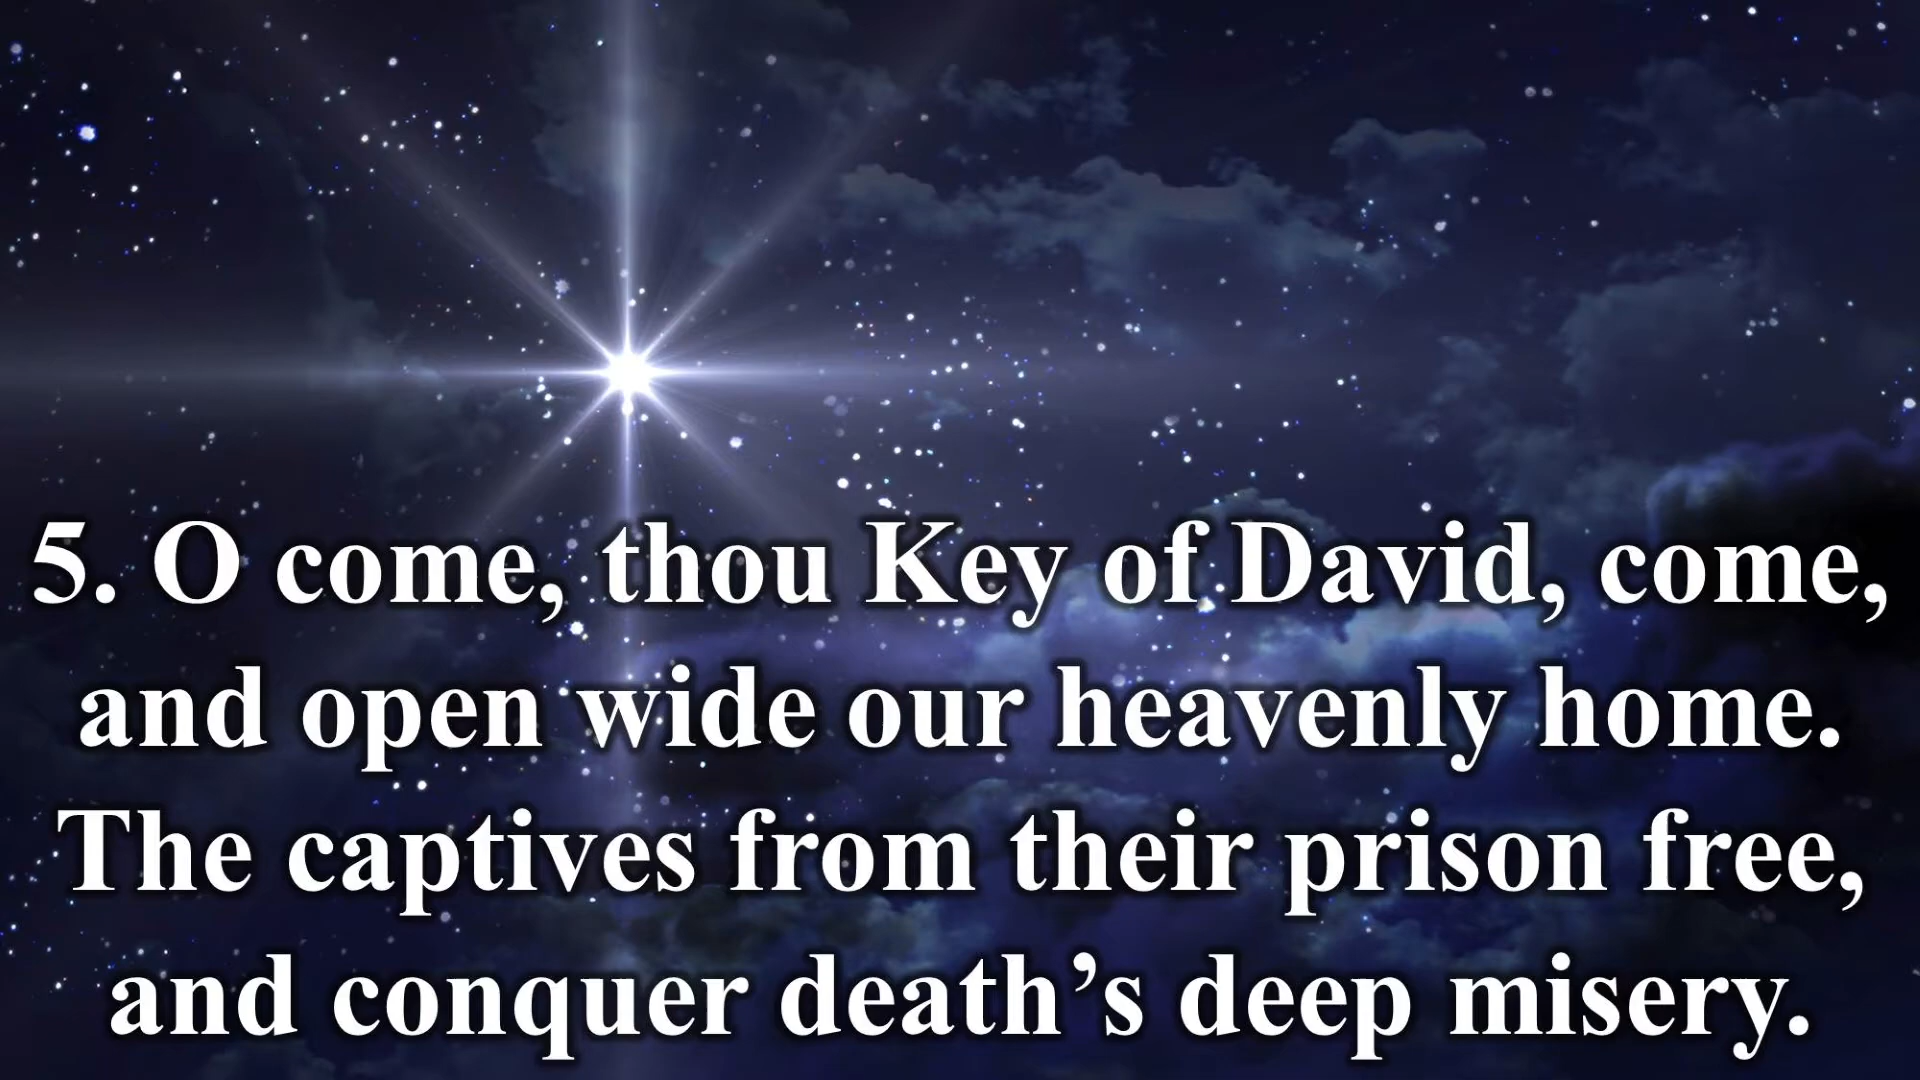 5. O come, thou Key of David, come,
and open wide our heavenly home.
The captives from their prison free,
and conquer death’s deep misery.